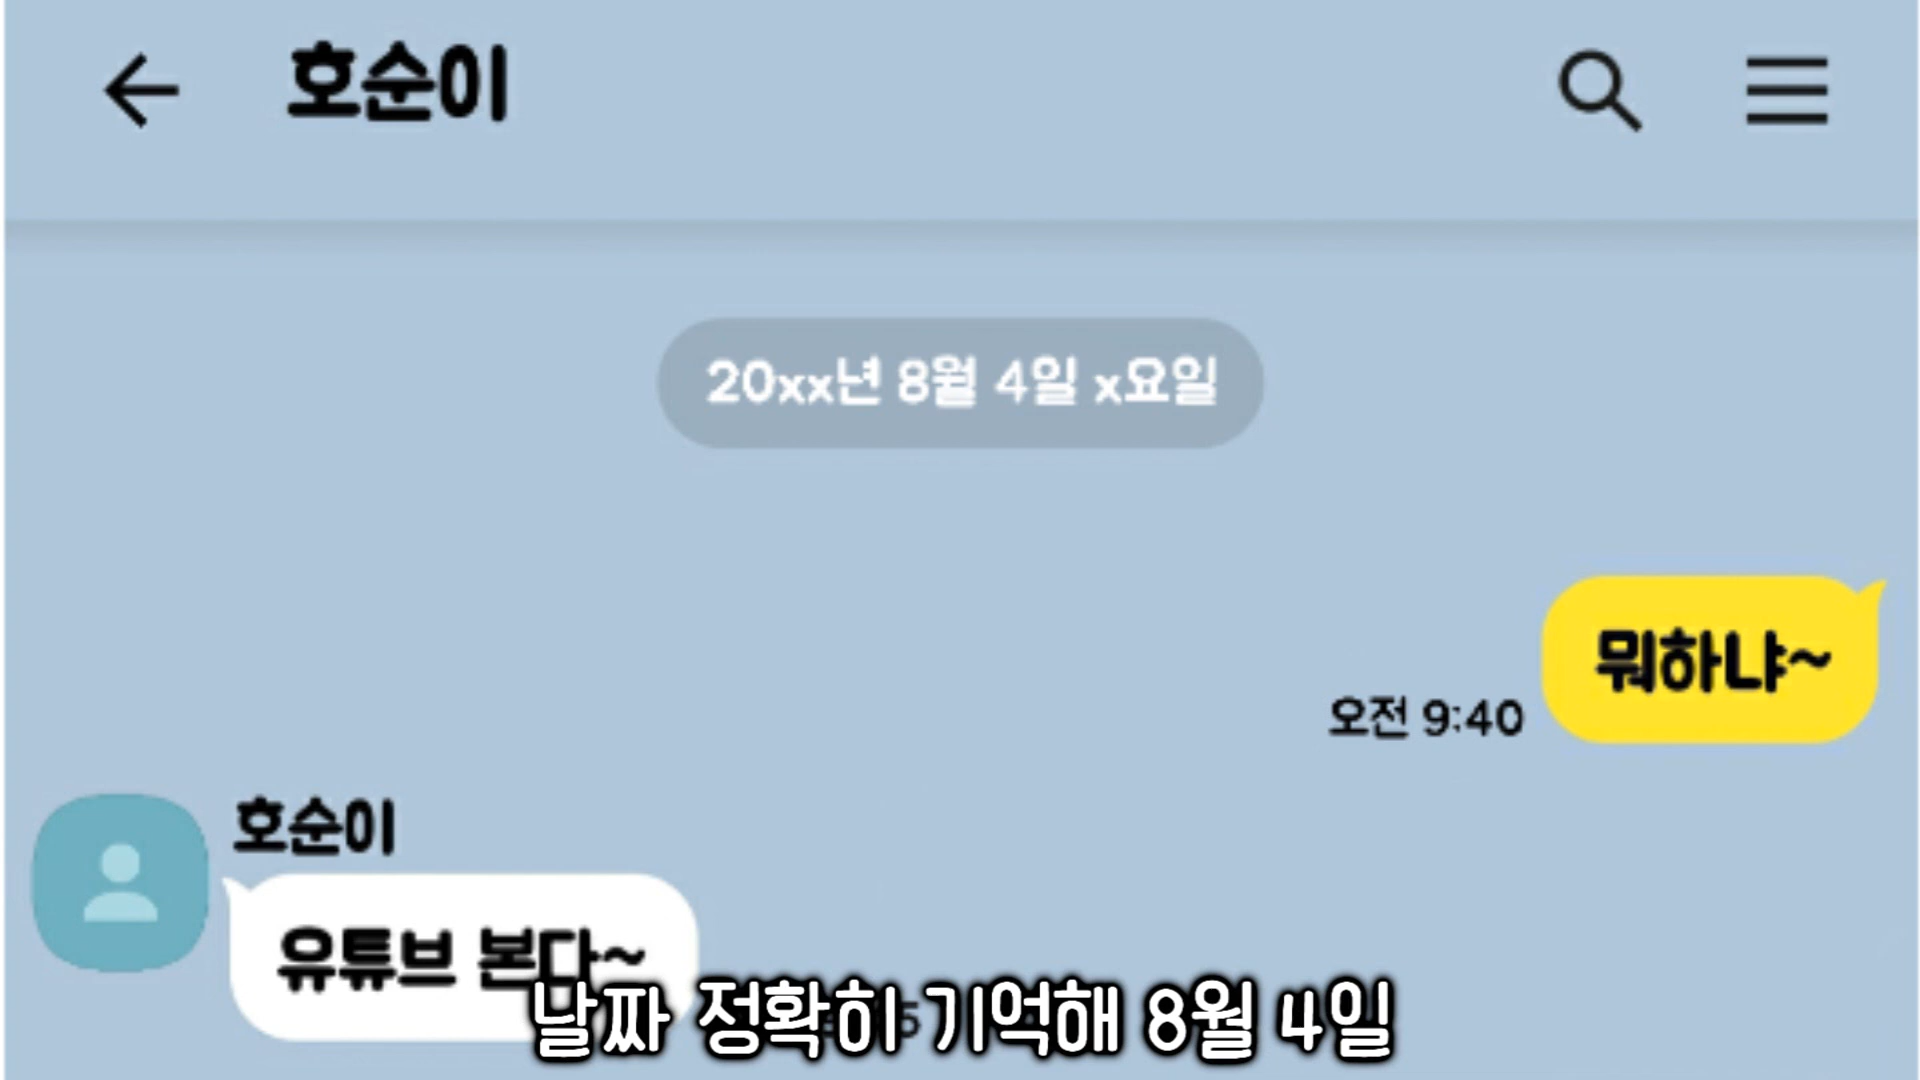 호순이
20xx년 8월 4일 x요일
뭐하냐~
오전 9:40
호순이
유튜브 본다~
날짜 정확히 기억해 8월 4일